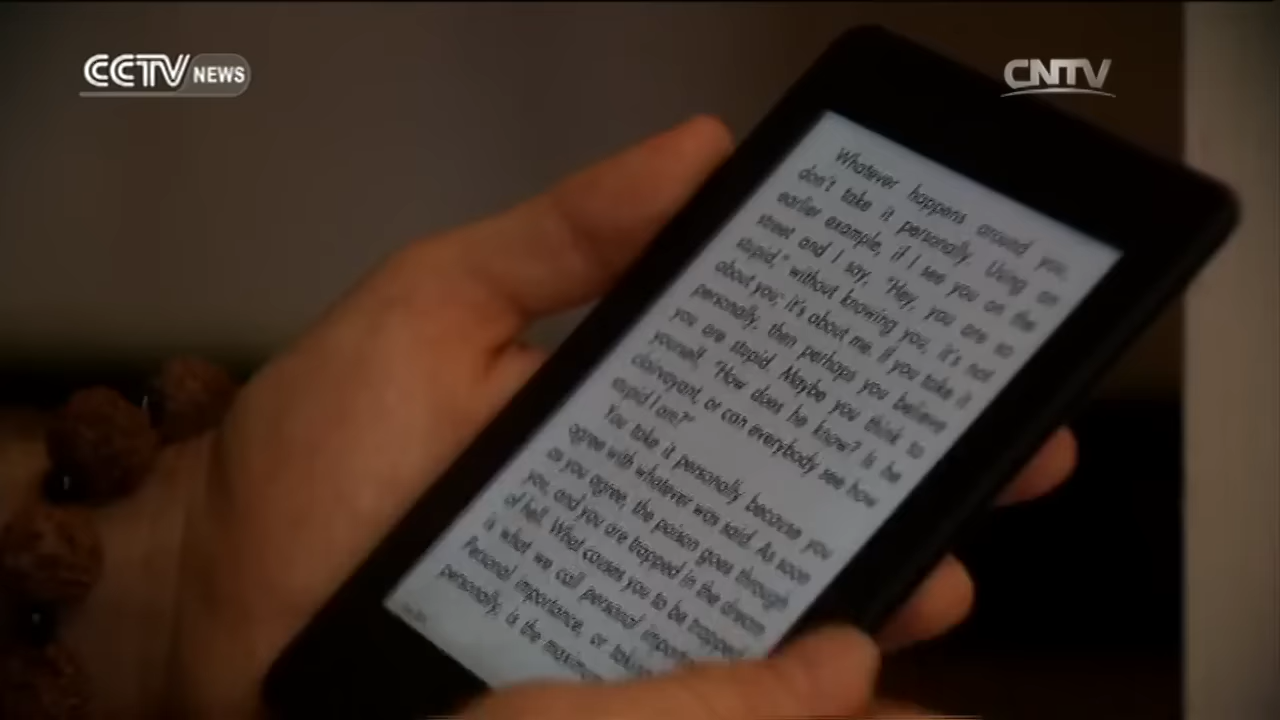 CCTV NEWS
CNTV
Whatever happens around you,
don't take it personally. Using an
earlier example, if I see you on the
street and I say, "Hey, you are so
stupid," without knowing you, it's not
about you; it's about me. If you take it
personally, then perhaps you believe
you are stupid. Maybe you think to
yourself, "How does he know? Is he
clairvoyant, or can everybody see how
stupid I am?"
You take it personally because you
agree with whatever was said. As soon
as you agree, the poison goes through
you, and you are trapped in the dream
of hell. What causes you to be trapped
is what we call personal
Personal importance, or
personally, is the